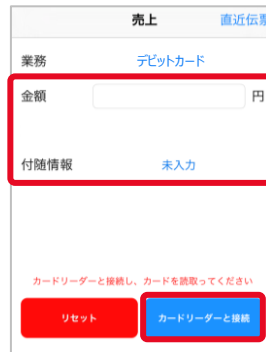 売上 直近伝票
業務 デビットカード
金額 円
付随情報 未入力
カードリーダーと接続し、カードを読取ってください
リセット カードリーダーと接続